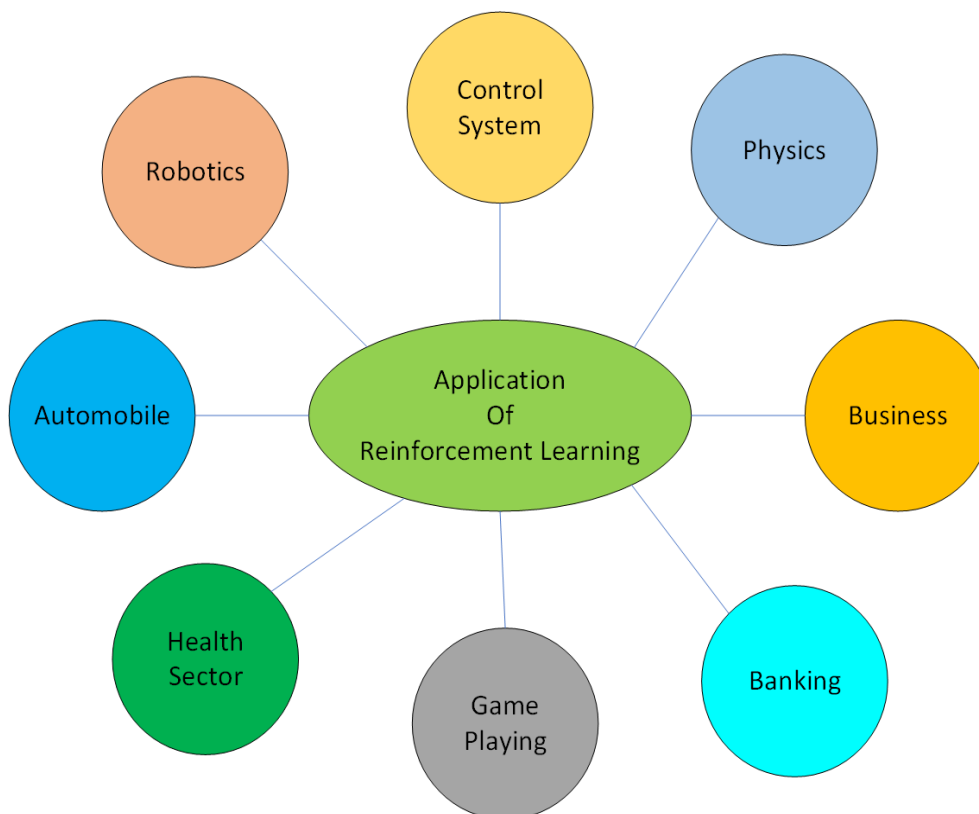 Control
System
Physics
Robotics
Application
Of
Reinforcement Learning
Automobile
Business
Health
Sector
Banking
Game
Playing